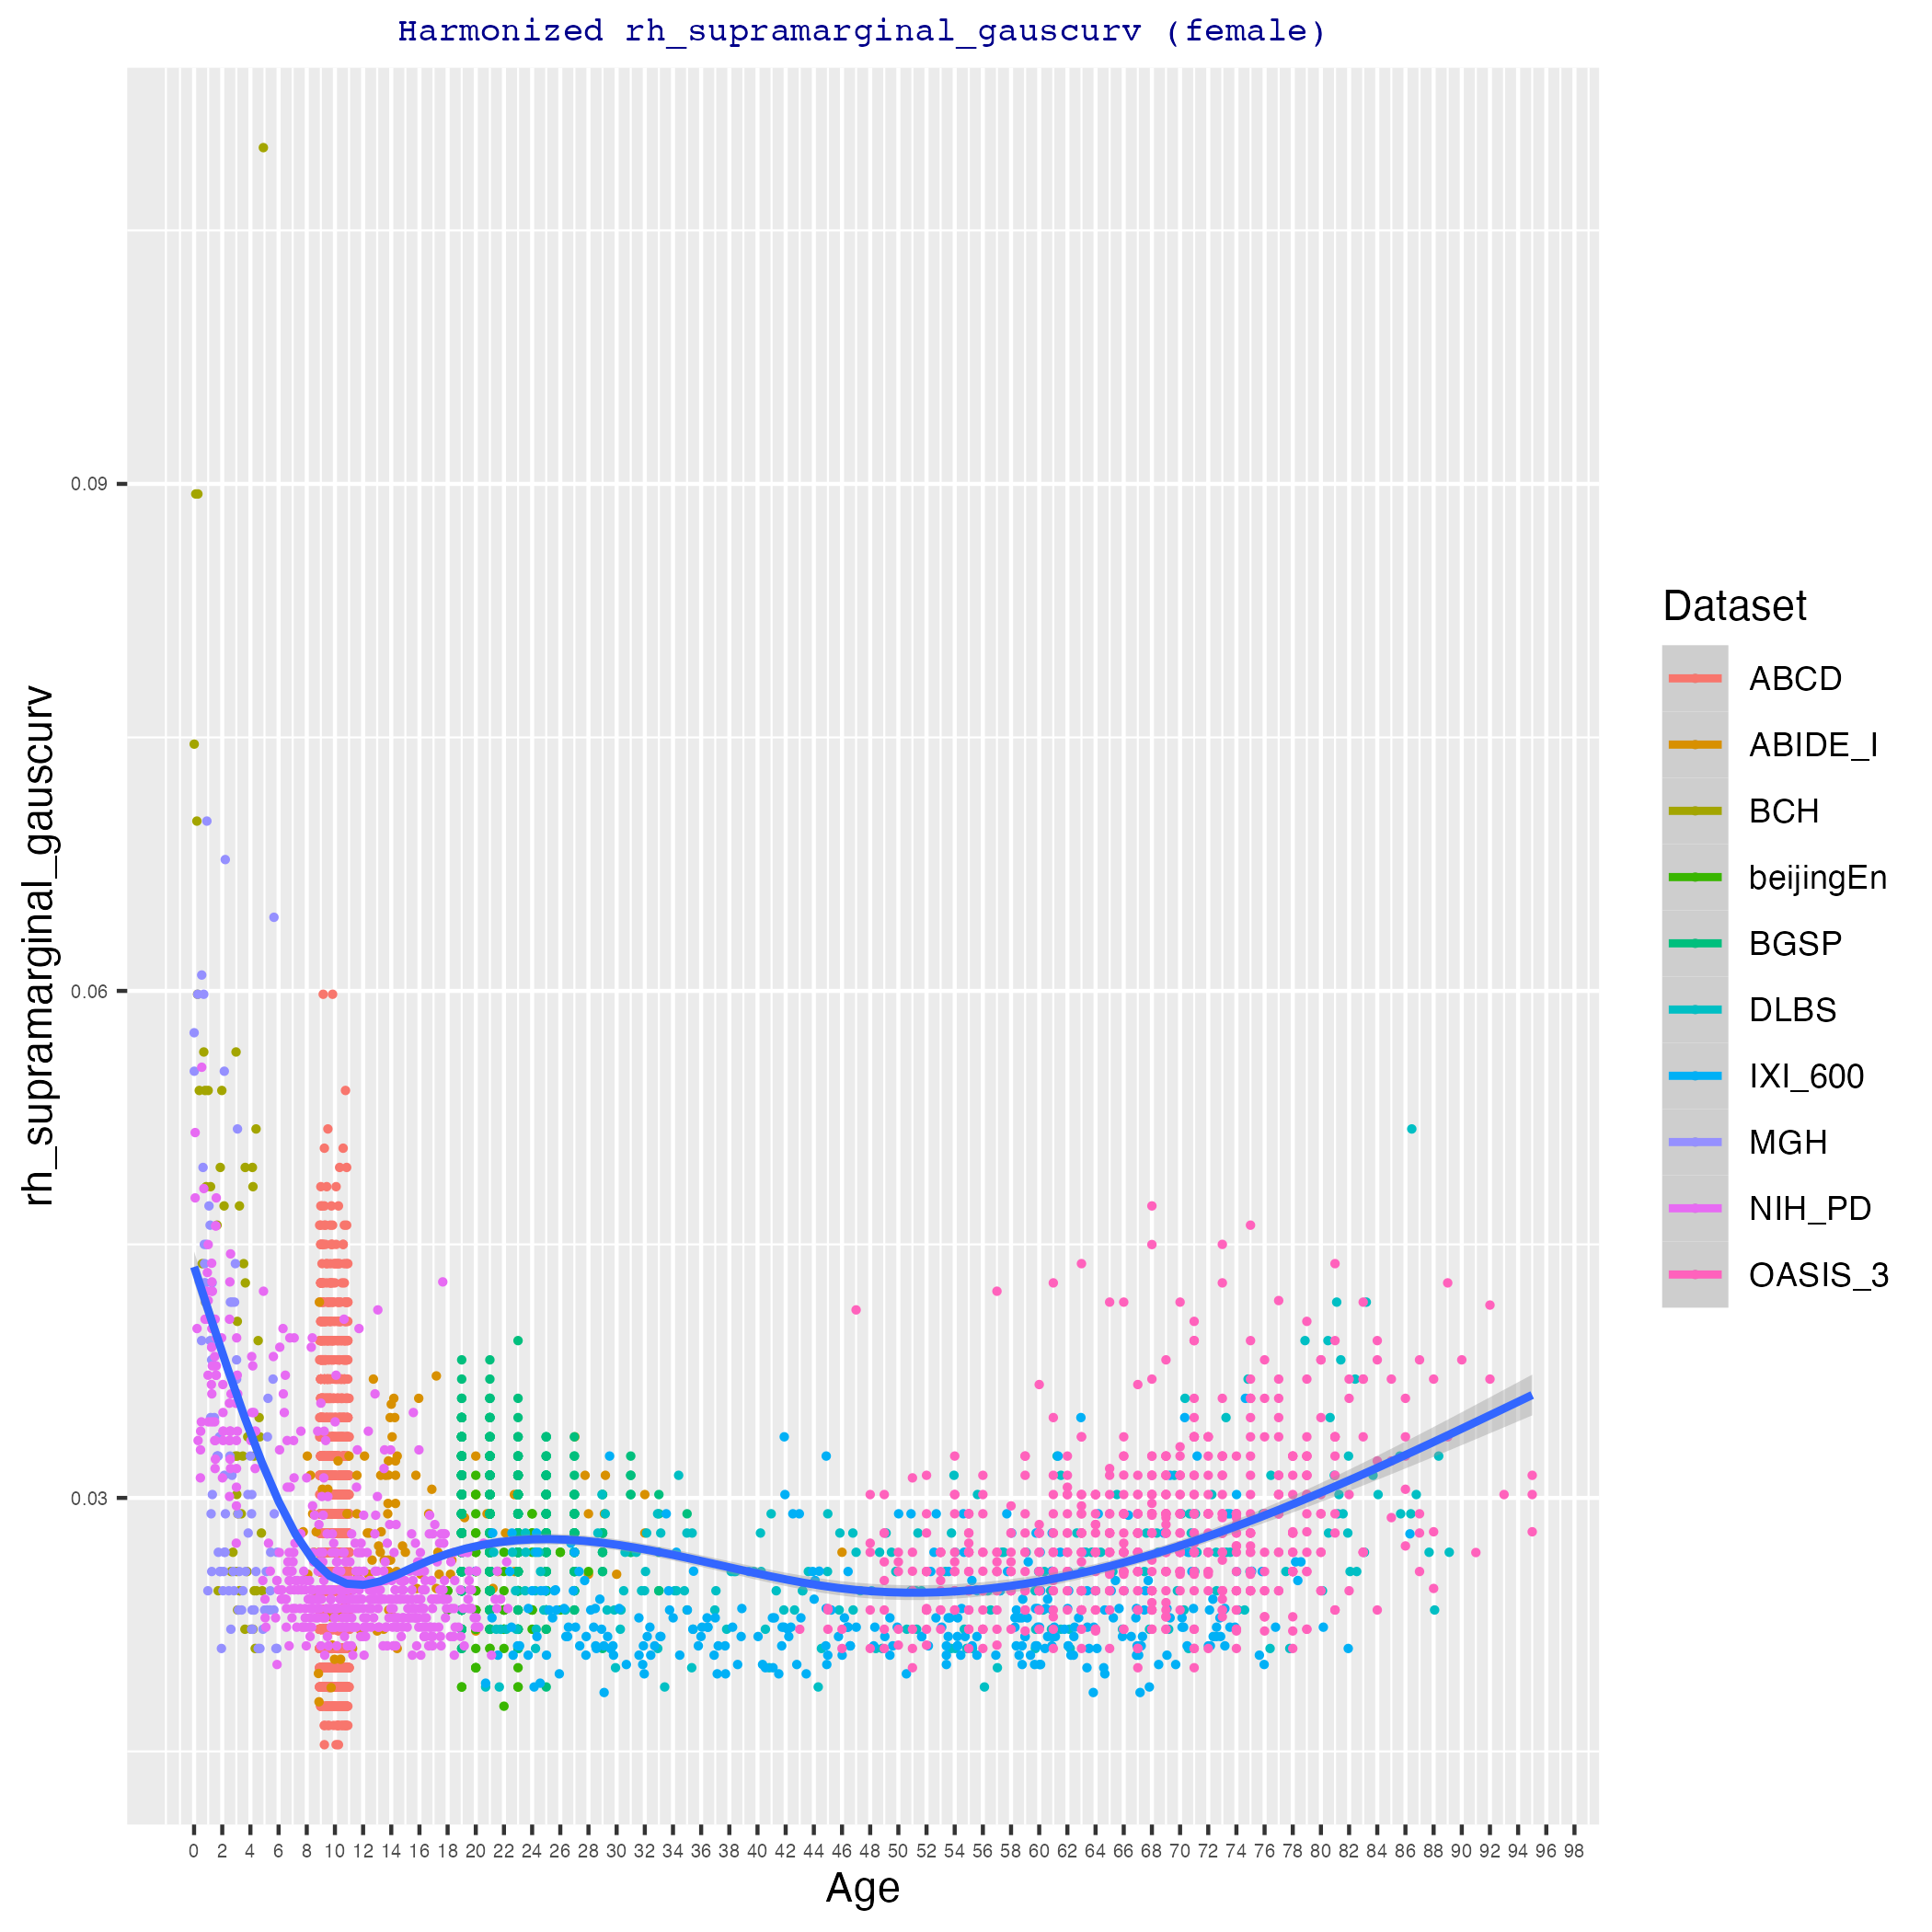 Harmonized rh_supramarginal_gauscurv (female)
rh_supramarginal_gauscurv
0.09
0.06
0.03
0 2 4 6 8 10 12 14 16 18 20 22 24 26 28 30 32 34 36 38 40 42 44 46 48 50 52 54 56 58 60 62 64 66 68 70 72 74 76 78 80 82 84 86 88 90 92 94 96 98
Age
Dataset
ABCD
ABIDE_I
BCH
beijingEn
BGSP
DLBS
IXI_600
MGH
NIH_PD
OASIS_3